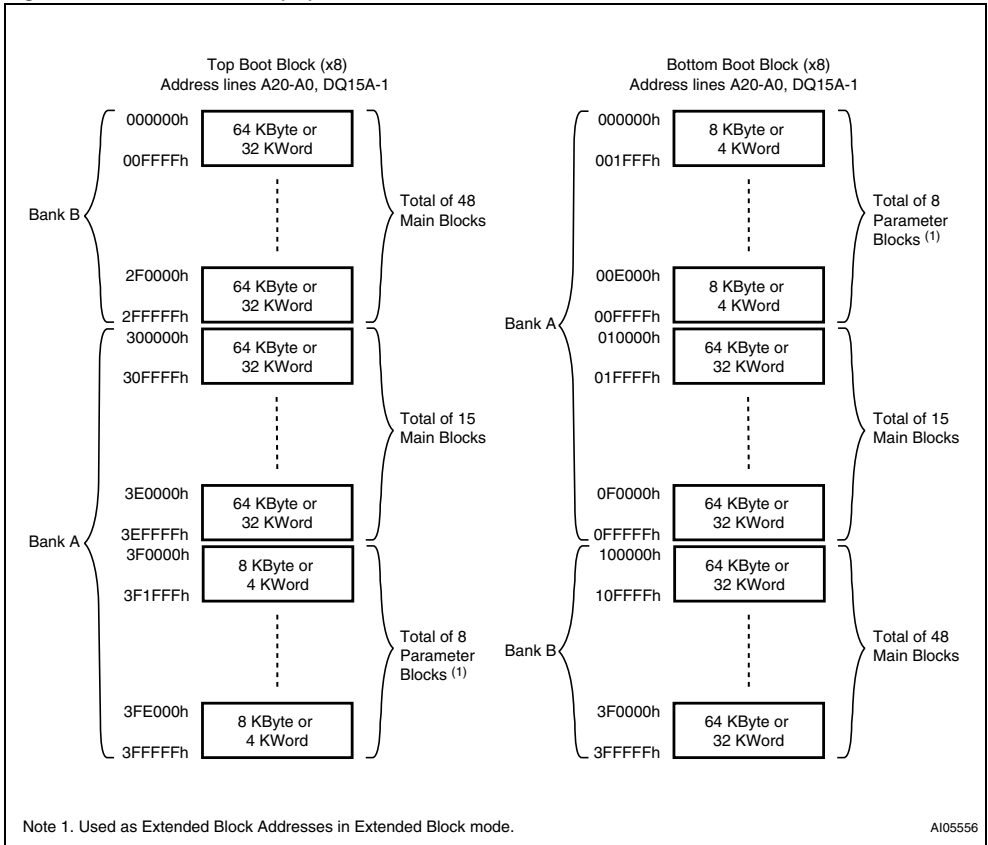 Top Boot Block (x8)
Address lines A20-A0, DQ15A-1
000000h
64 KByte or
32 KWord
00FFFFh
Bank B
Total of 48
Main Blocks
2F0000h
64 KByte or
32 KWord
2FFFFFh
300000h
64 KByte or
32 KWord
30FFFFh
Total of 15
Main Blocks
3E0000h
64 KByte or
32 KWord
3EFFFFh
Bank A
3F0000h
8 KByte or
4 KWord
3F1FFFh
Total of 8
Parameter
Blocks (1)
3FE000h
8 KByte or
4 KWord
3FFFFFh
Bottom Boot Block (x8)
Address lines A20-A0, DQ15A-1
000000h
8 KByte or
4 KWord
001FFFh
Total of 8
Parameter
Blocks (1)
00E000h
8 KByte or
4 KWord
00FFFFh
Bank A
010000h
64 KByte or
32 KWord
01FFFFh
Total of 15
Main Blocks
0F0000h
64 KByte or
32 KWord
0FFFFFh
100000h
64 KByte or
32 KWord
10FFFFh
Bank B
Total of 48
Main Blocks
3F0000h
64 KByte or
32 KWord
3FFFFFh
Note 1. Used as Extended Block Addresses in Extended Block mode.
AI05556